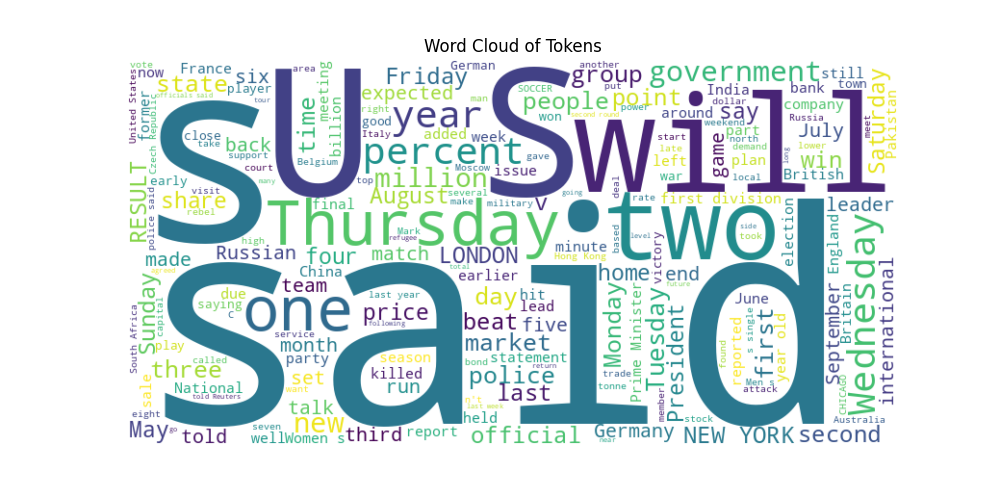 Word Cloud of Tokens
vote
now
France
six
area
German
another
group
government
still
town
officials said
state
player
tour
meeting
Friday
expected
SOCCER
put
people
point
India
dollar
bank
company
Saturday
Pakistan
United States
former
Czech Republic
s
U S
will
year
second round
power
around
say
Russia
July
meet
close
take
back
support
time
billion
right
good
Italy
added
week
man
won
weekend
part
north
demand
lower
win
British
RESULT
police said
court
Belgium
percent
gave
issue
start
late
left
war
game
plan
local
long
early
visit
rebel
share
many
top
million
August
Moscow
several
make
military
going
deal
rate
first division
leader
final
v
Thursday
two
high
Mark
refugee
Russian
four
match
LONDON
minute
Hong Kong
based
level
victory
side
took
election
England
made
agreed
China
total
earlier
home
end
future
Wednesday
Sunday
capital
due
saying
C
team
last year
following
day
hit
lead
Monday
Tuesday
President
June
September
Britain
international
said
one
price
beat
five
market
first
reported
found
s single
year old
South Africa
play
month
service
party
season
bond
statement
return
Prime Minister
trade
Men s
attack
three
called
killed
police
tonne
member
CHICAGO
sale
National
told Reuters
set
want
run
n't
last
last week
stock
eight
new
talk
held
official
Germany
NEW YORK
second
Australia
May
go
told
seven
well
Women s
third
report
near